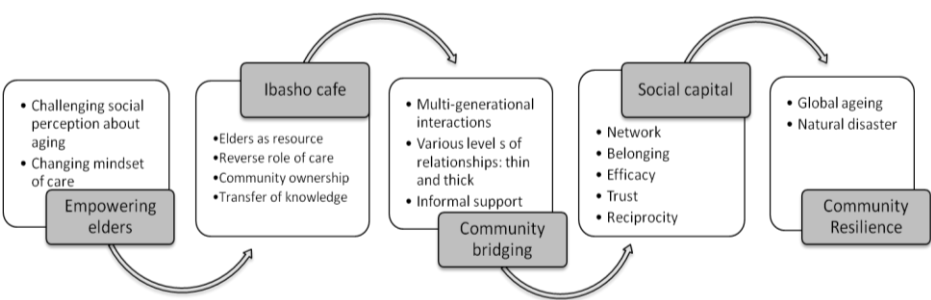 • Challenging social
perception about
aging
• Changing mindset
of care
Empowering
elders
Ibasho cafe
•Elders as resource
•Reverse role of care
•Community ownership
•Transfer of knowledge
• Multi-generational
interactions
• Various level s of
relationships: thin
and thick
• Informal support
Community
bridging
Social capital
• Network
• Belonging
• Efficacy
• Trust
• Reciprocity
• Global ageing
• Natural disaster
Community
Resilience